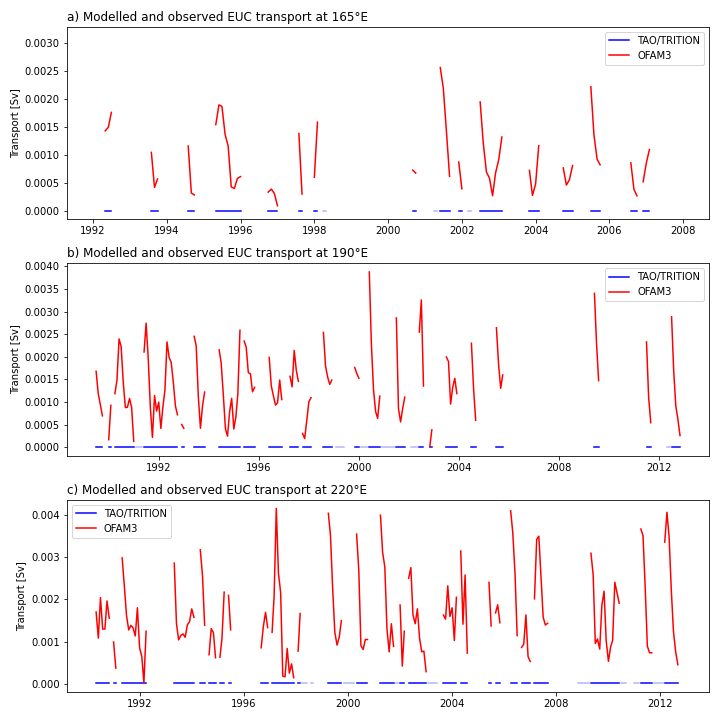 a) Modelled and observed EUC transport at 165°E
Transport [Sv]
0.0030
0.0025
0.0020
0.0015
0.0010
0.0005
0.0000
TAO/TRITION
OFAM3
1992 1994 1996 1998 2000 2002 2004 2006 2008
b) Modelled and observed EUC transport at 190°E
Transport [Sv]
0.0040
0.0035
0.0030
0.0025
0.0020
0.0015
0.0010
0.0005
0.0000
TAO/TRITION
OFAM3
1992 1996 2000 2004 2008 2012
c) Modelled and observed EUC transport at 220°E
Transport [Sv]
0.004
0.003
0.002
0.001
0.000
TAO/TRITION
OFAM3
1992 1996 2000 2004 2008 2012